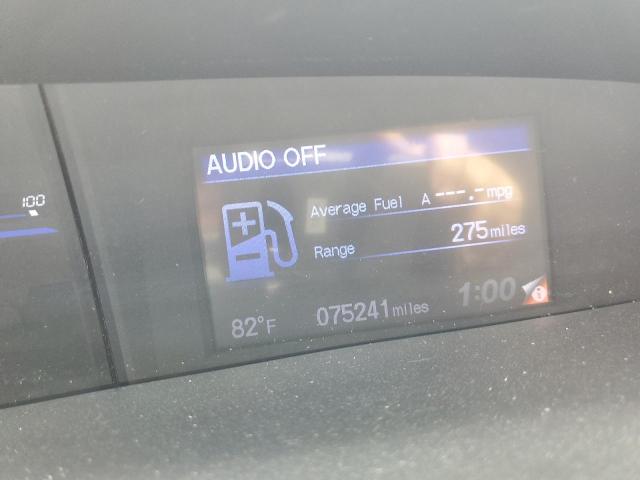 100
AUDIO OFF
Average Fuel A ---.- mpg
Range 275 miles
82°F 075241 miles 1:00 i